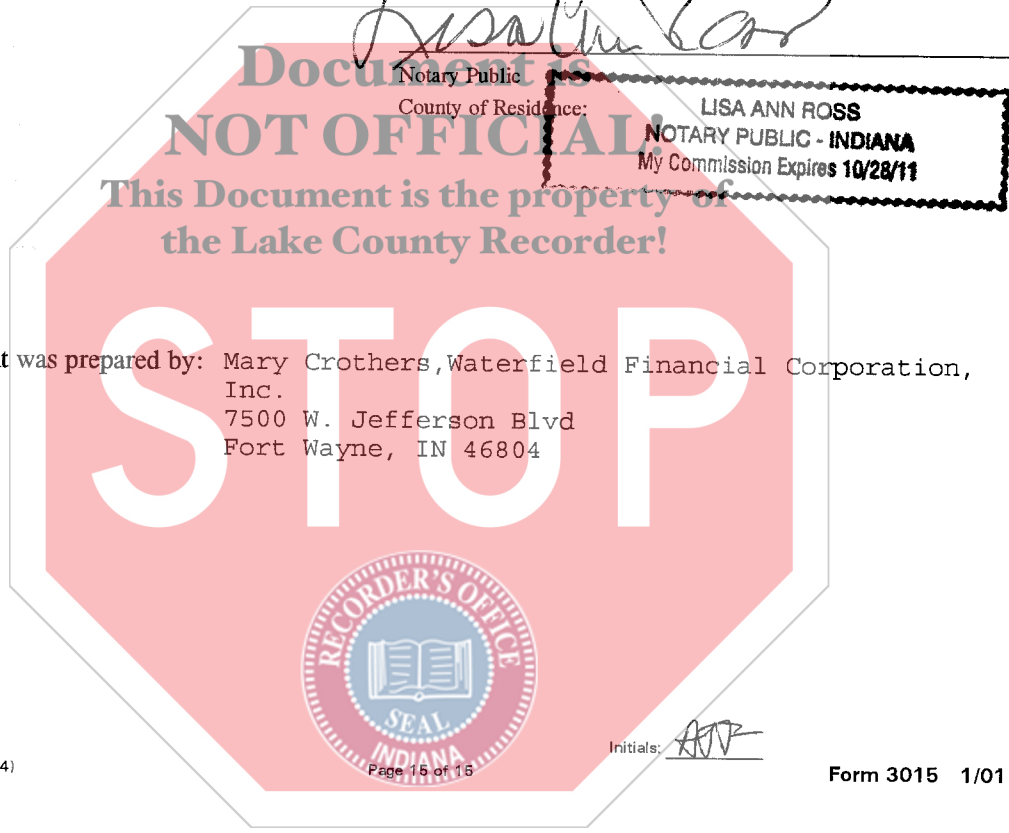 Lisa Ann Ross
Document is
Notary Public
County of Residence:
NOT OFFICIAL!
LISA ANN ROSS
NOTARY PUBLIC - INDIANA
My Commission Expires 10/28/11
This Document is the property of
the Lake County Recorder!
STOP
t was prepared by: Mary Crothers,Waterfield Financial Corporation,
Inc.
7500 W. Jefferson Blvd
Fort Wayne, IN 46804
RECORDER'S OFFICE
SEAL
INDIANA
Initials:
4)
Page 15 of 15
Form 3015 1/01